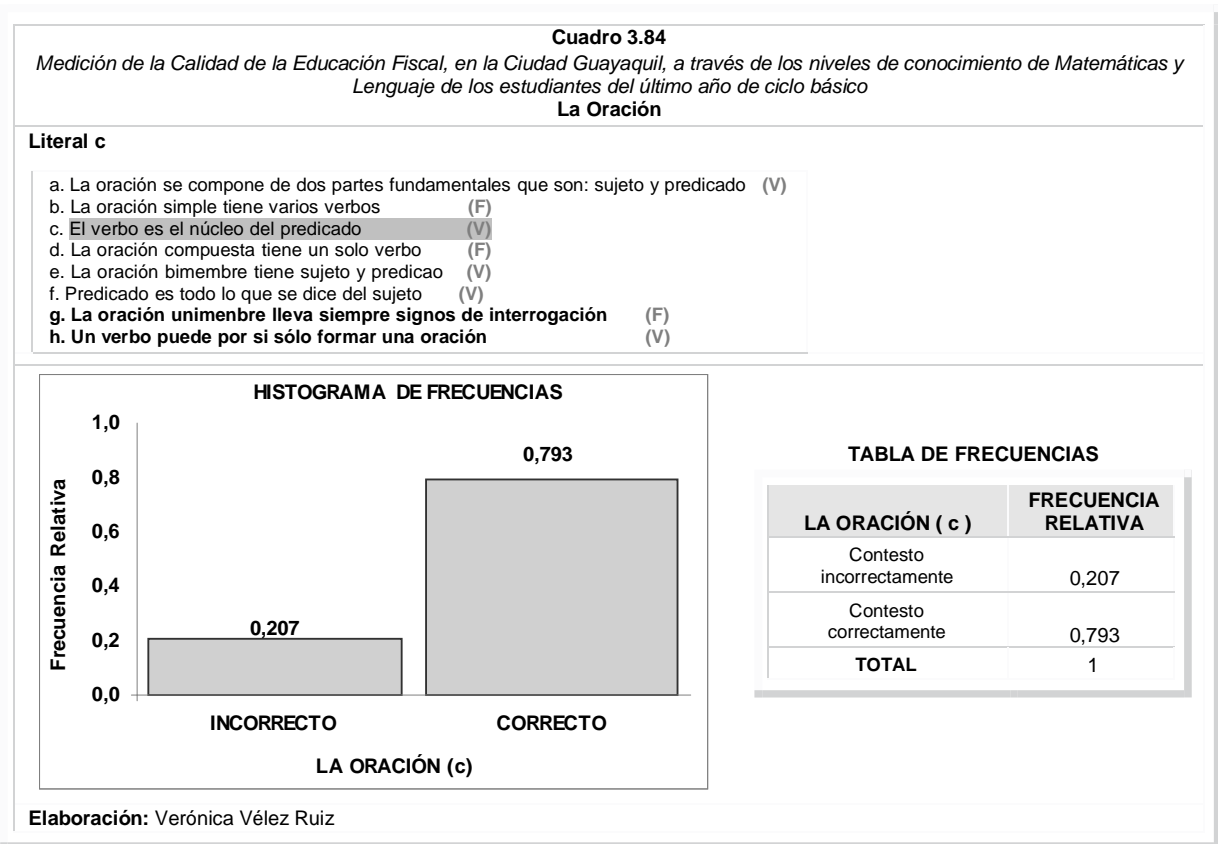 Cuadro 3.84
Medición de la Calidad de la Educación Fiscal, en la Ciudad Guayaquil, a través de los niveles de conocimiento de Matemáticas y
Lenguaje de los estudiantes del último año de ciclo básico
La Oración
Literal c
a. La oración se compone de dos partes fundamentales que son: sujeto y predicado (V)
b. La oración simple tiene varios verbos (F)
c. El verbo es el núcleo del predicado (V)
d. La oración compuesta tiene un solo verbo (F)
e. La oración bimembre tiene sujeto y predicao (V)
f. Predicado es todo lo que se dice del sujeto (V)
g. La oración unimenbre lleva siempre signos de interrogación (F)
h. Un verbo puede por si sólo formar una oración (V)
HISTOGRAMA DE FRECUENCIAS
Frecuencia Relativa
1,0
0,8
0,6
0,4
0,2
0,0
0,207
0,793
INCORRECTO CORRECTO
LA ORACIÓN (c)
TABLA DE FRECUENCIAS
LA ORACIÓN ( c ) FRECUENCIA
RELATIVA
Contesto
incorrectamente 0,207
Contesto
correctamente 0,793
TOTAL 1
Elaboración: Verónica Vélez Ruiz